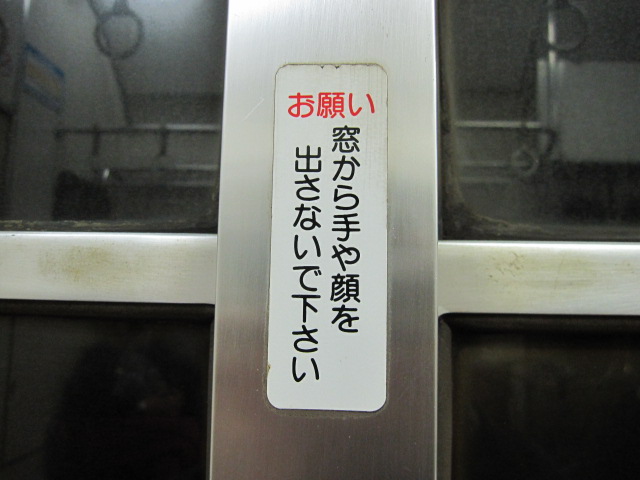 お願い
窓から手や顔を
出さないで下さい